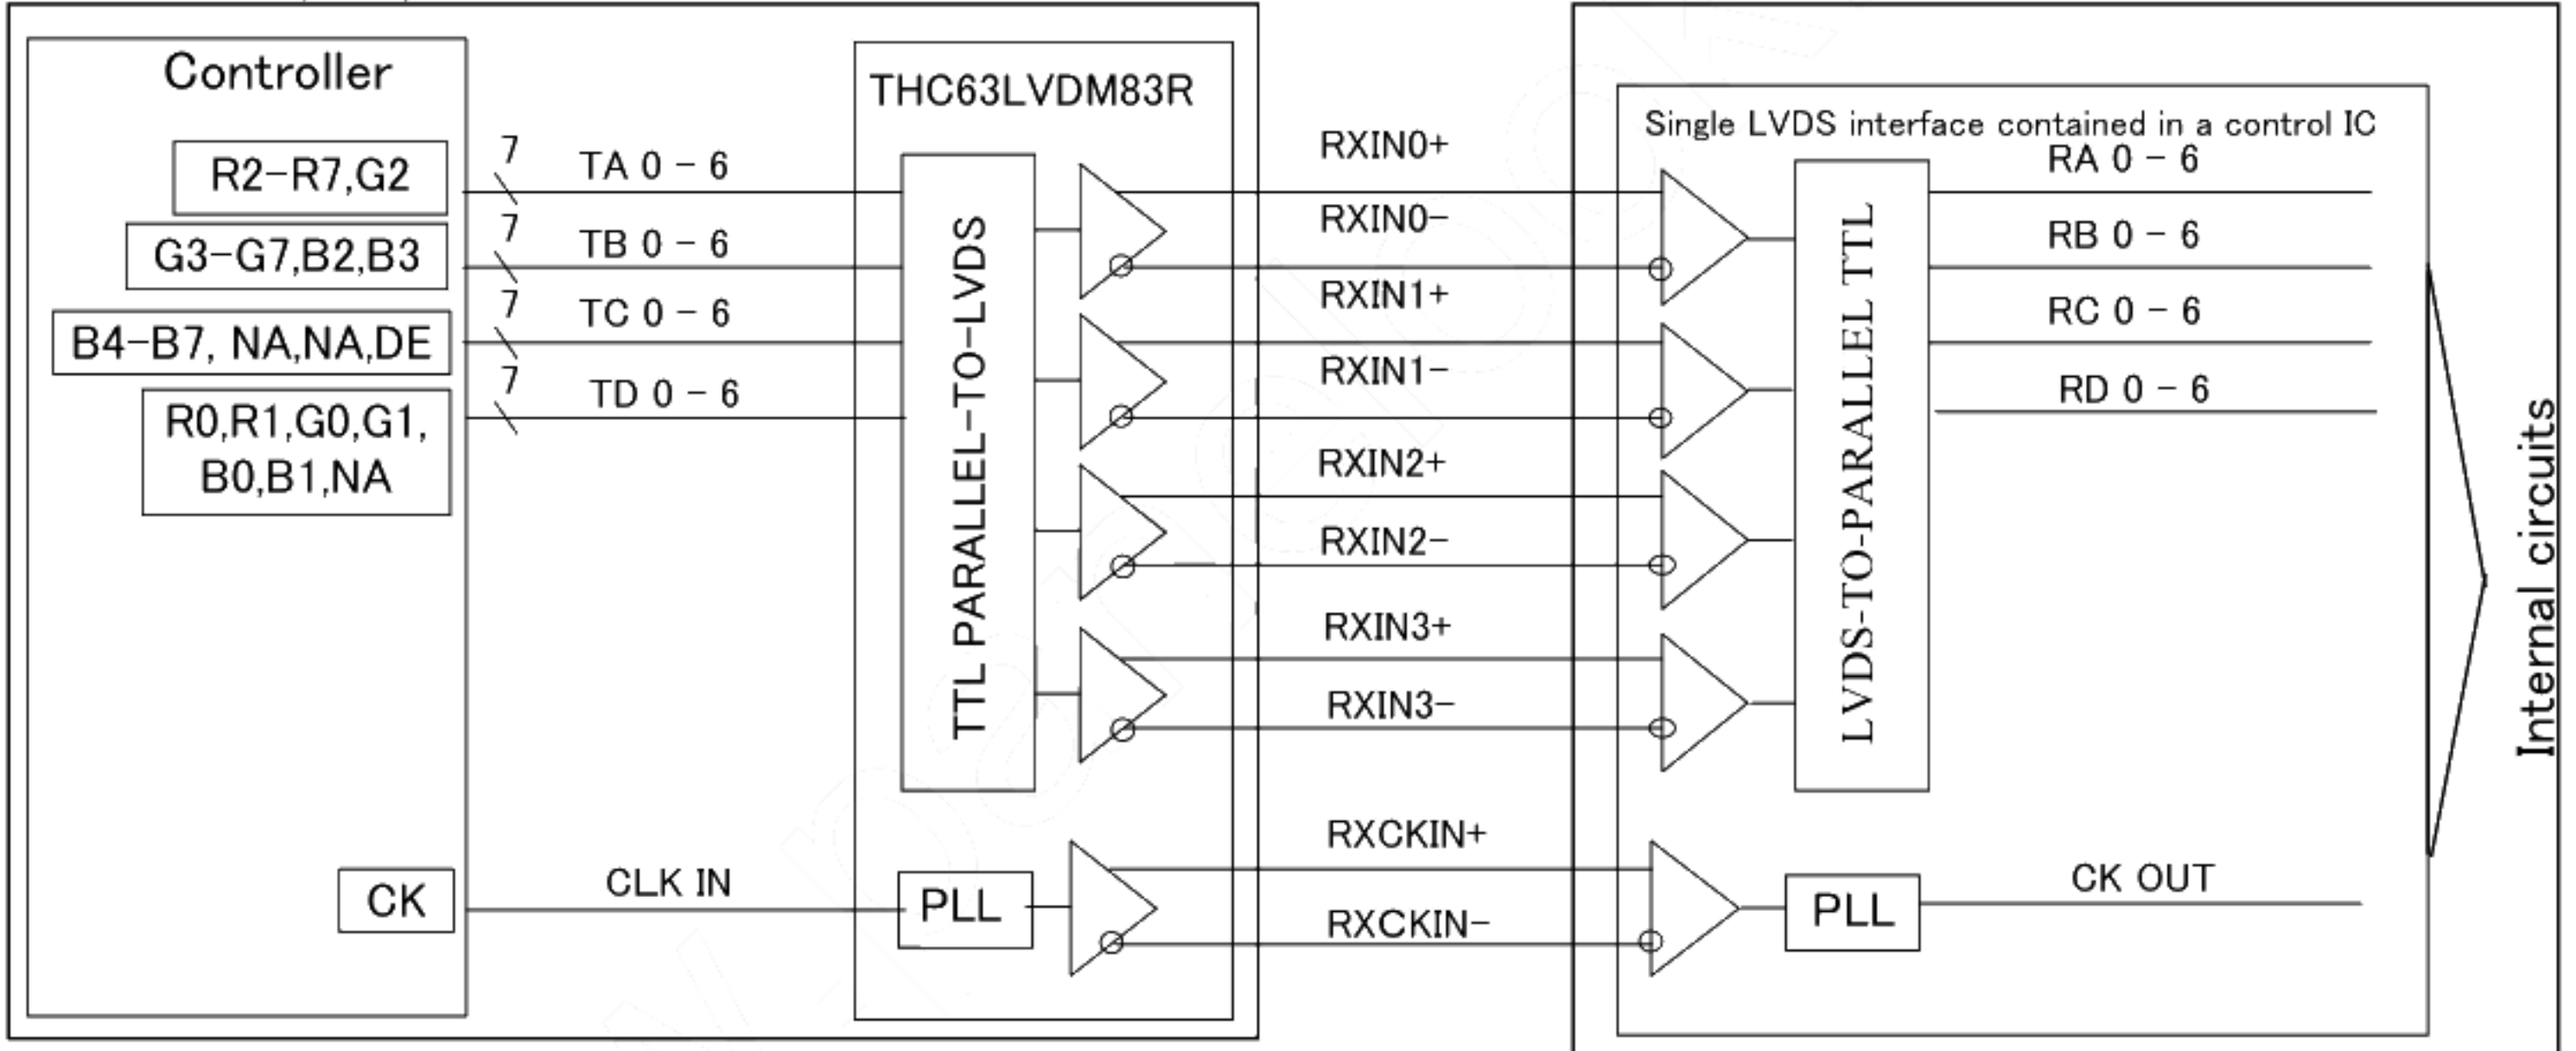 Controller
R2-R7,G2
G3-G7,B2,B3
B4-B7, NA,NA,DE
R0,R1,G0,G1,
B0,B1,NA
CK
7
TA 0 - 6
7
TB 0 - 6
7
TC 0 - 6
7
TD 0 - 6
CLK IN
THC63LVDM83R
TTL PARALLEL-TO-LVDS
PLL
RXIN0+
RXIN0-
RXIN1+
RXIN1-
RXIN2+
RXIN2-
RXIN3+
RXIN3-
RXCKIN+
RXCKIN-
Single LVDS interface contained in a control IC
LVDS-TO-PARALLEL TTL
PLL
RA 0 - 6
RB 0 - 6
RC 0 - 6
RD 0 - 6
CK OUT
Internal circuits